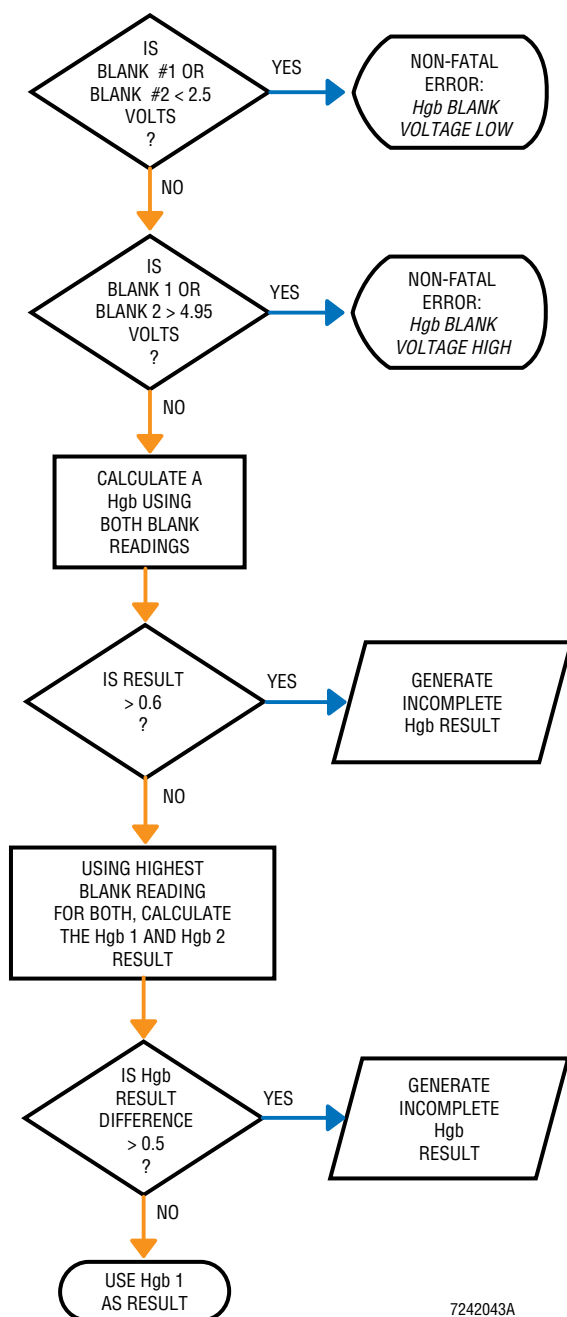 IS
BLANK #1 OR
BLANK #2 < 2.5
VOLTS
?
YES
NON-FATAL
ERROR:
Hgb BLANK
VOLTAGE LOW
NO
IS
BLANK 1 OR
BLANK 2 > 4.95
VOLTS
?
YES
NON-FATAL
ERROR:
Hgb BLANK
VOLTAGE HIGH
NO
CALCULATE A
Hgb USING
BOTH BLANK
READINGS
IS RESULT
> 0.6
?
YES
GENERATE
INCOMPLETE
Hgb RESULT
NO
USING HIGHEST
BLANK READING
FOR BOTH, CALCULATE
THE Hgb 1 AND Hgb 2
RESULT
IS Hgb
RESULT
DIFFERENCE
> 0.5
?
YES
GENERATE
INCOMPLETE
Hgb
RESULT
NO
USE Hgb 1
AS RESULT
7242043A